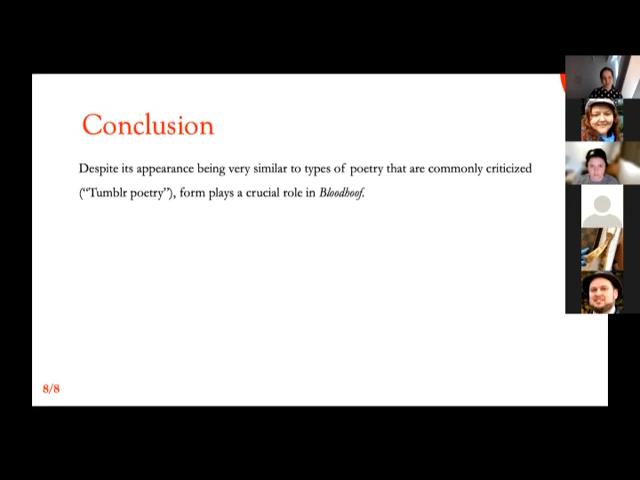 Conclusion
Despite its appearance being very similar to types of poetry that are commonly criticized
(“Tumblr poetry”), form plays a crucial role in Bloodhoof.
8/8